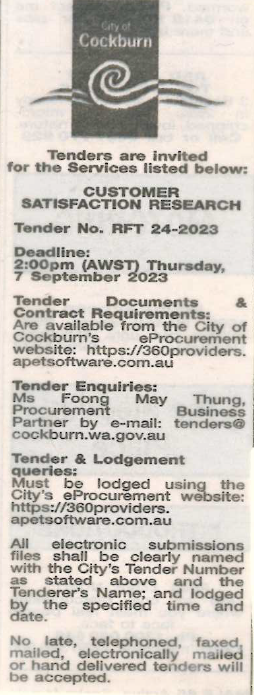 City of
Cockburn
Tenders are invited
for the Services listed below:
CUSTOMER
SATISFACTION RESEARCH
Tender No. RFT 24-2023
Deadline:
2:00pm (AWST) Thursday,
7 September 2023
Tender Documents &
Contract Requirements:
Are available from the City of
Cockburn's eProcurement
website: https://360providers.
apetsoftware.com.au
Tender Enquiries:
Ms Foong May Thung,
Procurement Business
Partner by e-mail: tenders@
cockburn.wa.gov.au
Tender & Lodgement
queries:
Must be lodged using the
City's eProcurement website:
https://360providers.
apetsoftware.com.au
All electronic submissions
files shall be clearly named
with the City's Tender Number
as stated above and the
Tenderer's Name; and lodged
by the specified time and
date.
No late, telephoned, faxed,
mailed, electronically mailed
or hand delivered tenders will
be accepted.